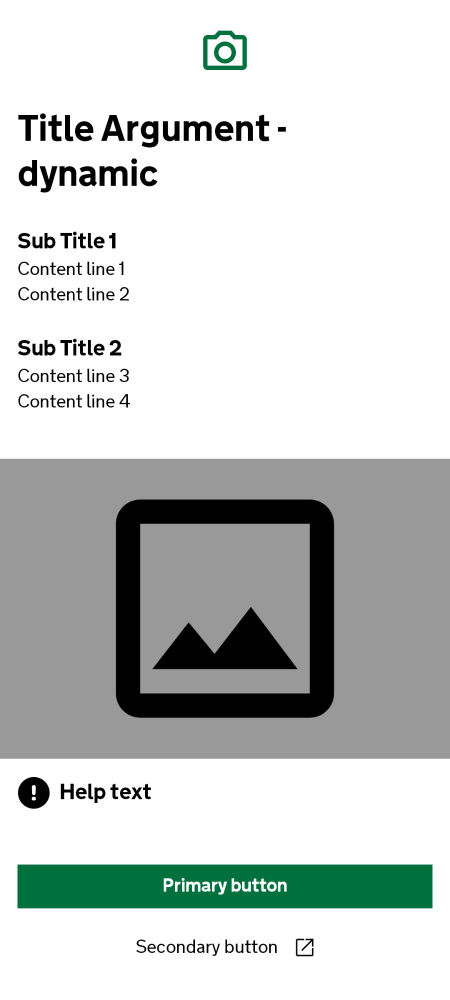 Title Argument -
dynamic
Sub Title 1
Content line 1
Content line 2
Sub Title 2
Content line 3
Content line 4
Help text
Primary button
Secondary button